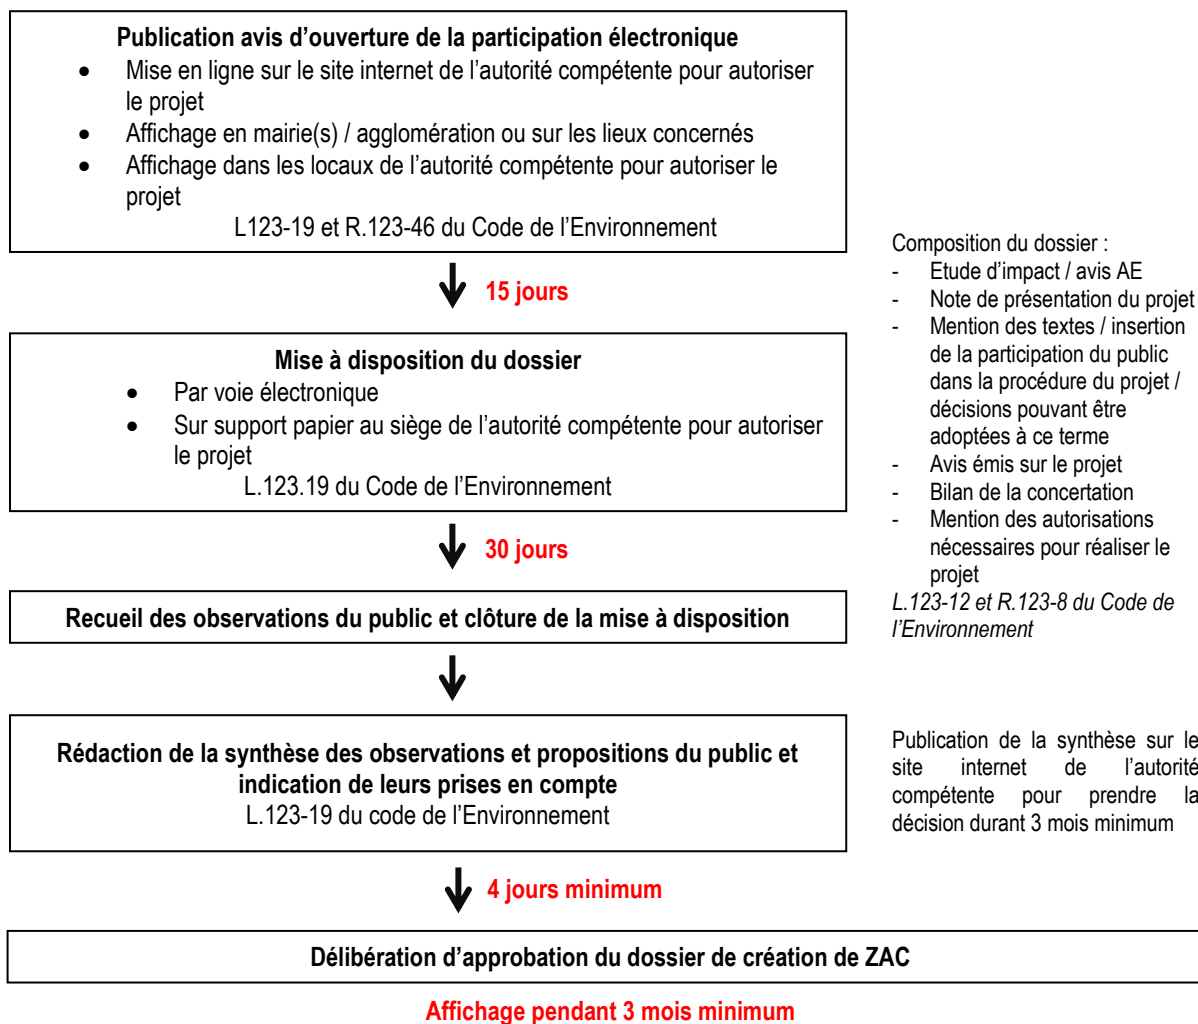 Publication avis d'ouverture de la participation électronique
• Mise en ligne sur le site internet de l'autorité compétente pour autoriser
le projet
• Affichage en mairie(s) / agglomération ou sur les lieux concernés
• Affichage dans les locaux de l'autorité compétente pour autoriser le
projet
L123-19 et R.123-46 du Code de l'Environnement
15 jours
Mise à disposition du dossier
• Par voie électronique
• Sur support papier au siège de l'autorité compétente pour autoriser
le projet
L.123.19 du Code de l'Environnement
30 jours
Recueil des observations du public et clôture de la mise à disposition
Composition du dossier :
- Etude d'impact / avis AE
- Note de présentation du projet
- Mention des textes / insertion
de la participation du public
dans la procédure du projet /
décisions pouvant être
adoptées à ce terme
- Avis émis sur le projet
- Bilan de la concertation
- Mention des autorisations
nécessaires pour réaliser le
projet
L.123-12 et R.123-8 du Code de
l'Environnement
Rédaction de la synthèse des observations et propositions du public et
indication de leurs prises en compte
L.123-19 du code de l'Environnement
Publication de la synthèse sur le
site internet de l'autorité
compétente pour prendre la
décision durant 3 mois minimum
4 jours minimum
Délibération d'approbation du dossier de création de ZAC
Affichage pendant 3 mois minimum